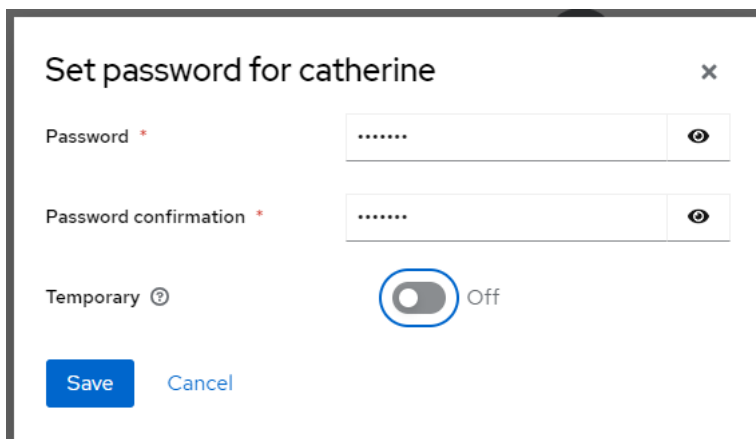 Set password for catherine
Password *
•••••••
Password confirmation *
•••••••
Temporary
Off
Save Cancel